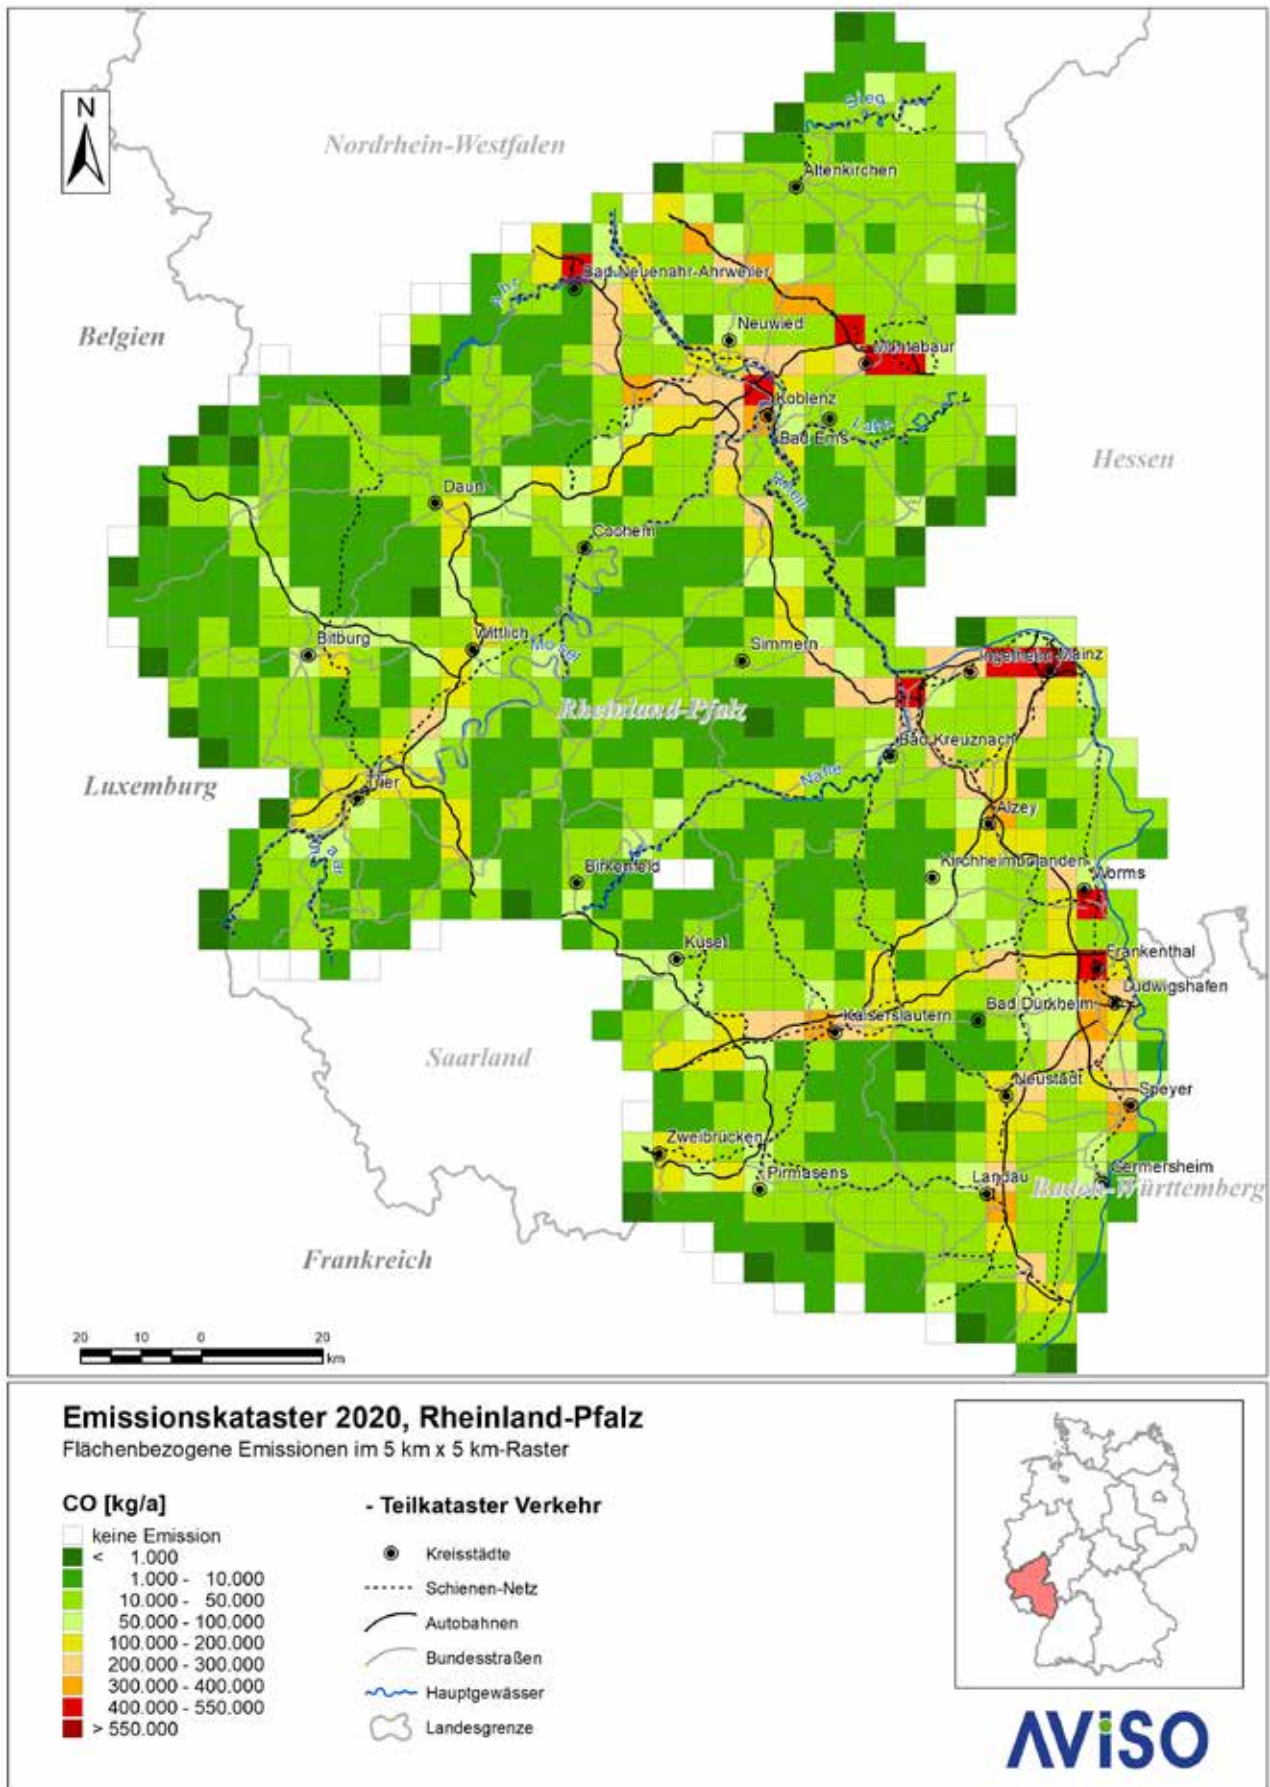 N
Nordrhein-Westfalen
Sieg
Altenkirchen
Bad Neuenahr-Ahrweiler
Ahr
Belgien
Neuwied
Montabaur
Koblenz
Bad Ems
Lahn
Hessen
Rhein
Daun
Cochem
Bitburg
Wittlich
Mosel
Simmern
Ingelheim
Mainz
Rheinland-Pfalz
Bad Kreuznach
Luxemburg
Trier
Nahe
Alzey
Saar
Birkenfeld
Kirchheimbolanden
Worms
Kusel
Frankenthal
Ludwigshafen
Kaiserslautern
Bad Dürkheim
Saarland
Neustadt
Speyer
Zweibrücken
Pirmasens
Landau
Germersheim
Baden-Württemberg
Frankreich
20 10 0 20
km
Emissionskataster 2020, Rheinland-Pfalz
Flächenbezogene Emissionen im 5 km x 5 km-Raster
CO [kg/a]
keine Emission
< 1.000
1.000 - 10.000
10.000 - 50.000
50.000 - 100.000
100.000 - 200.000
200.000 - 300.000
300.000 - 400.000
400.000 - 550.000
> 550.000
- Teilkataster Verkehr
Kreisstädte
Schienen-Netz
Autobahnen
Bundesstraßen
Hauptgewässer
Landesgrenze
AViSO